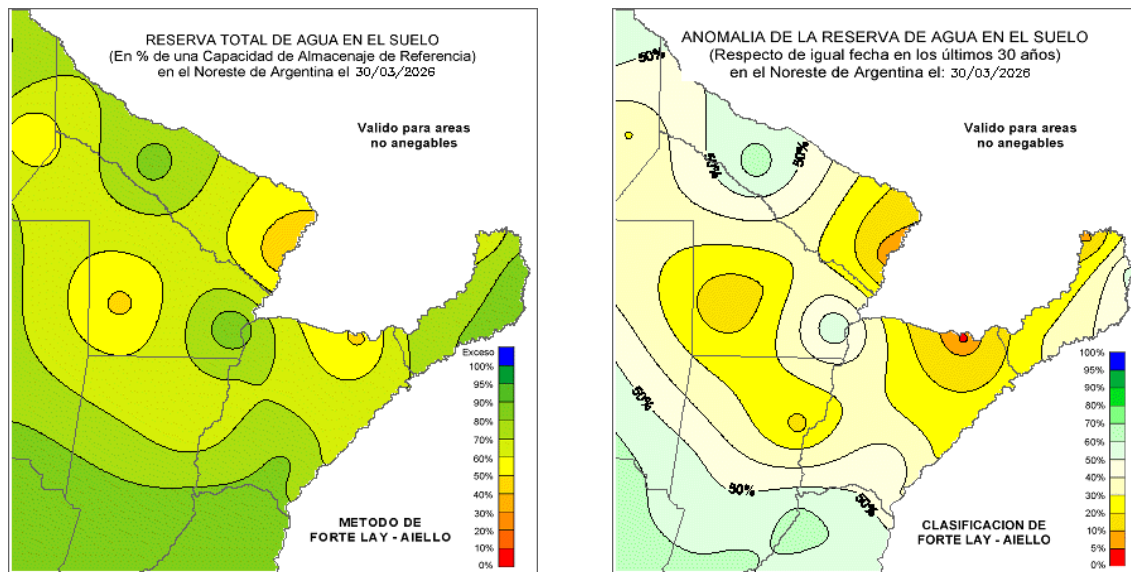 RESERVA TOTAL DE AGUA EN EL SUELO
(En % de una Capacidad de Almacenaje de Referencia)
en el Noreste de Argentina el 30/03/2026
Valido para areas
no anegables
Exceso
100%
95%
90%
80%
70%
60%
50%
40%
30%
20%
10%
0%
METODO DE
FORTE LAY - AIELLO
ANOMALIA DE LA RESERVA DE AGUA EN EL SUELO
(Respecto de igual fecha en los últimos 30 años)
en el Noreste de Argentina el: 30/03/2026
50%
Valido para areas
no anegables
50%
50%
50%
50%
50%
100%
95%
90%
80%
70%
60%
50%
40%
30%
20%
10%
5%
0%
CLASIFICACION DE
FORTE LAY - AIELLO